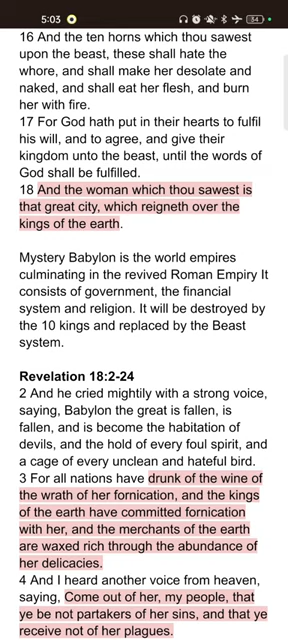 5:03
84
16 And the ten horns which thou sawest
upon the beast, these shall hate the
whore, and shall make her desolate and
naked, and shall eat her flesh, and burn
her with fire.
17 For God hath put in their hearts to fulfil
his will, and to agree, and give their
kingdom unto the beast, until the words of
God shall be fulfilled.
18 And the woman which thou sawest is
that great city, which reigneth over the
kings of the earth.
Mystery Babylon is the world empires
culminating in the revived Roman Empiry It
consists of government, the financial
system and religion. It will be destroyed by
the 10 kings and replaced by the Beast
system.
Revelation 18:2-24
2 And he cried mightily with a strong voice,
saying, Babylon the great is fallen, is
fallen, and is become the habitation of
devils, and the hold of every foul spirit, and
a cage of every unclean and hateful bird.
3 For all nations have drunk of the wine of
the wrath of her fornication, and the kings
of the earth have committed fornication
with her, and the merchants of the earth
are waxed rich through the abundance of
her delicacies.
4 And I heard another voice from heaven,
saying, Come out of her, my people, that
ye be not partakers of her sins, and that ye
receive not of her plagues.